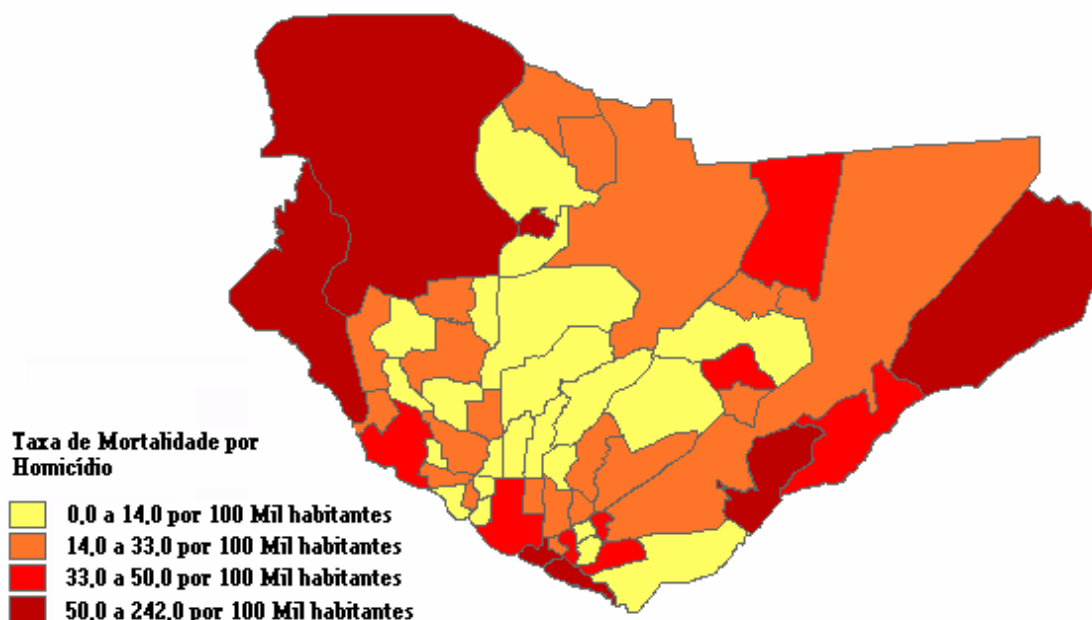 Taxa de Mortalidade por
Homicídio
0,0 a 14,0 por 100 Mil habitantes
14,0 a 33,0 por 100 Mil habitantes
33,0 a 50,0 por 100 Mil habitantes
50,0 a 242,0 por 100 Mil habitantes